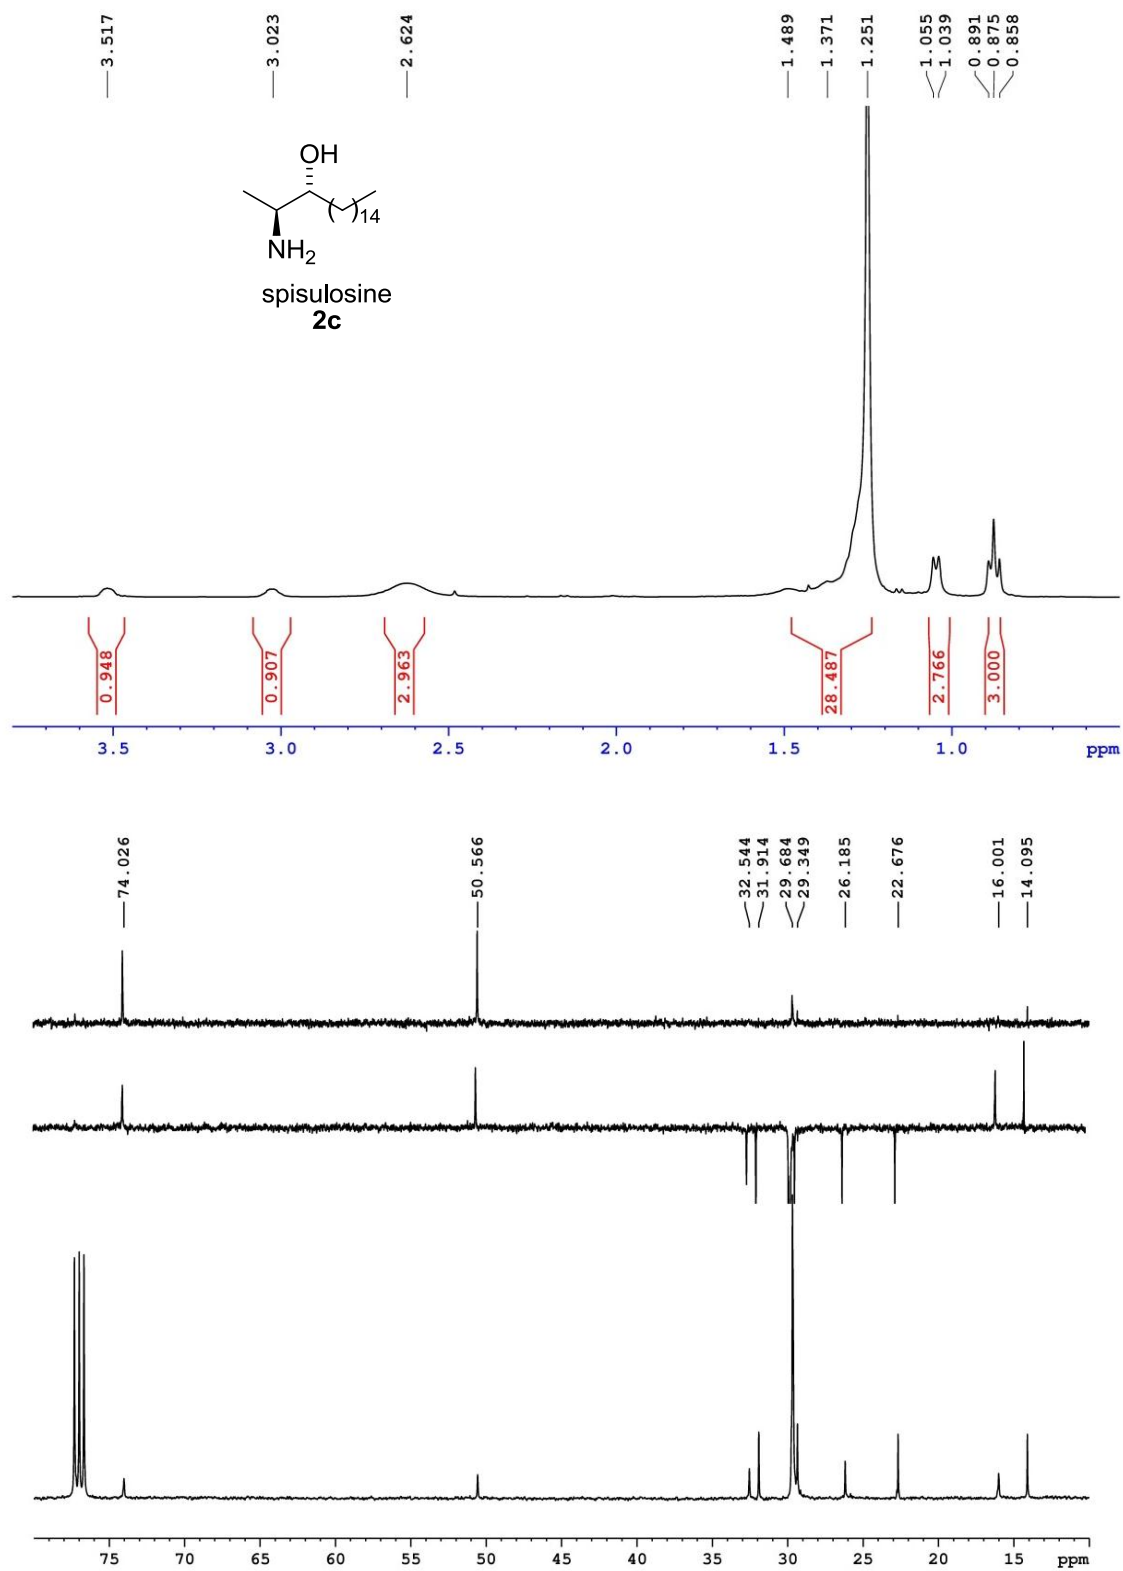 3.517 3.023 2.624 1.489 1.371 1.251 1.055 1.039 0.891 0.875 0.858
OH
14
NH2
spisulosine
2c
0.948 0.907 2.963 28.487 2.766 3.000
3.5 3.0 2.5 2.0 1.5 1.0 ppm
74.026 50.566 32.544 31.914 29.684 29.349 26.185 22.676 16.001 14.095
75 70 65 60 55 50 45 40 35 30 25 20 15 ppm